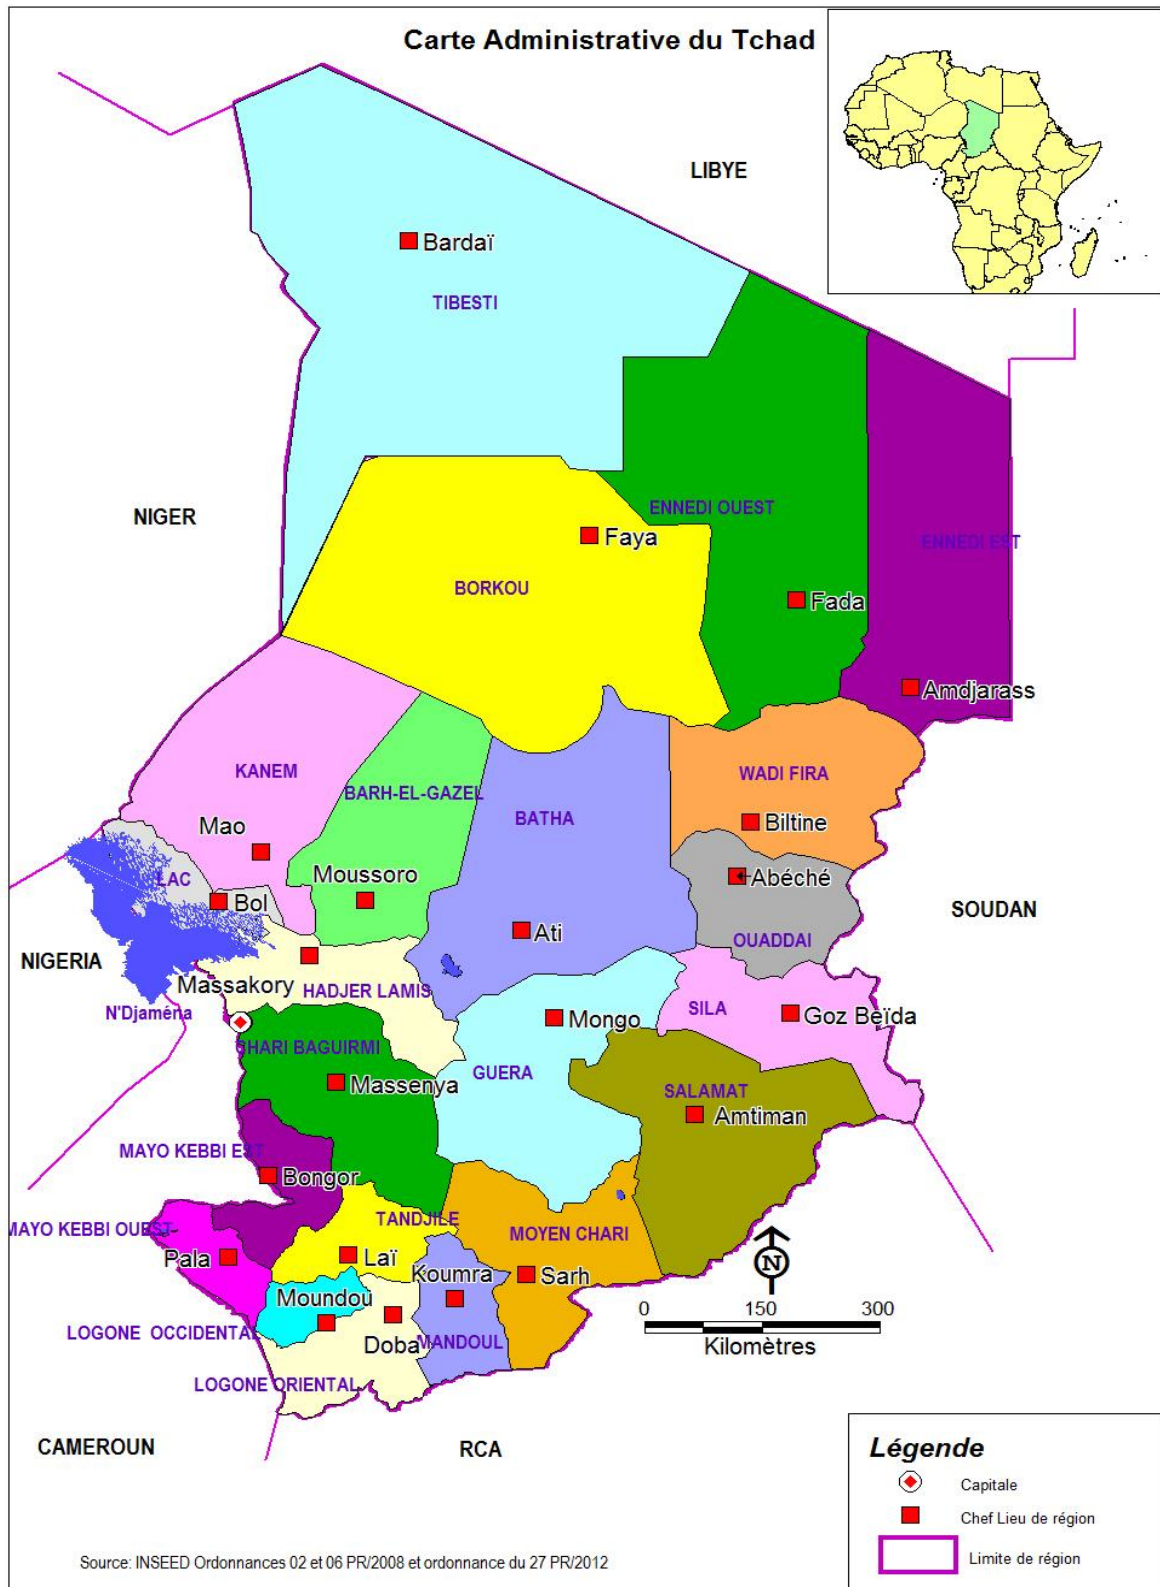 Carte Administrative du Tchad
LIBYE
Bardaï
TIBESTI
NIGER
ENNEDI OUEST
Faya
ENNEDI EST
BORKOU
Fada
Amdjarass
KANEM
WADI FIRA
BARH-EL-GAZEL
BATHA
Mao
Biltine
Moussoro
LAC
Abéché
Bol
SOUDAN
Ati
OUADDAI
NIGERIA
Massakory
HADJER LAMIS
N'Djaména
SILA
Goz Beïda
Mongo
CHARI BAGUIRMI
GUERA
Massenya
SALAMAT
Amtiman
MAYO KEBBI EST
Bongor
TANDJILE
MAYO KEBBI OUEST
MOYEN CHARI
Pala
Laï
Koumra
Sarh
N
Moundou
0 150 300
Kilomètres
LOGONE OCCIDENTAL
Doba
MANDOUL
LOGONE ORIENTAL
CAMEROUN
RCA
Légende
Capitale
Chef Lieu de région
Limite de région
Source: INSEED Ordonnances 02 et 06 PR/2008 et ordonnance du 27 PR/2012